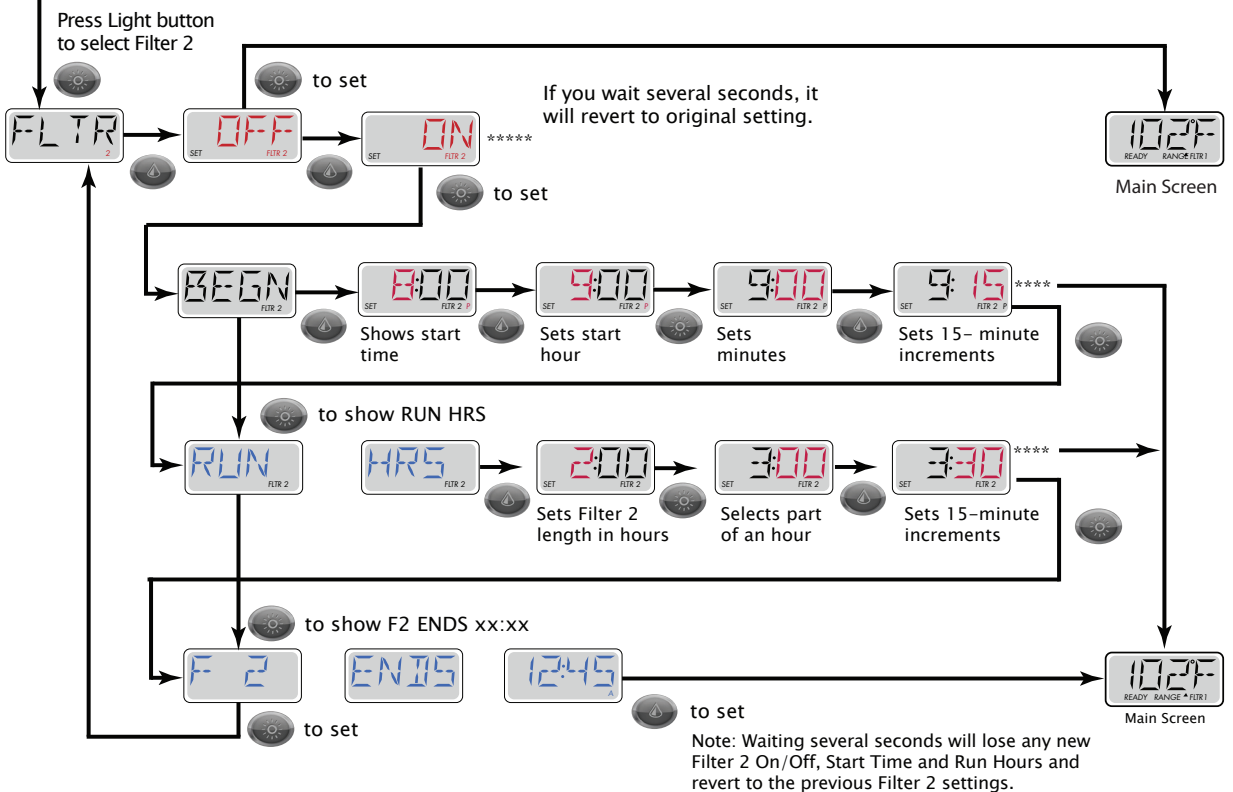 Press Light button
to select Filter 2
to set
If you wait several seconds, it
will revert to original setting.
FLTR
2
OFF
SET FLTR 2
ON
SET FLTR 2
*****
102°F
READY RANGE FLTR1
Main Screen
to set
BEGN
FLTR 2
8:00
SET FLTR 2 P
9:00
SET FLTR 2 P
9:00
SET FLTR 2 P
9:15
SET FLTR 2 P
****
Shows start
time
Sets start
hour
Sets
minutes
Sets 15- minute
increments
to show RUN HRS
RUN
FLTR 2
HRS
FLTR 2
2:00
SET FLTR 2
3:00
SET FLTR 2
3:30
SET FLTR 2
****
Sets Filter 2
length in hours
Selects part
of an hour
Sets 15-minute
increments
to show F2 ENDS xx:xx
F 2
ENDS
12:45
A
102°F
READY RANGE FLTR1
Main Screen
to set
to set
Note: Waiting several seconds will lose any new
Filter 2 On/Off, Start Time and Run Hours and
revert to the previous Filter 2 settings.